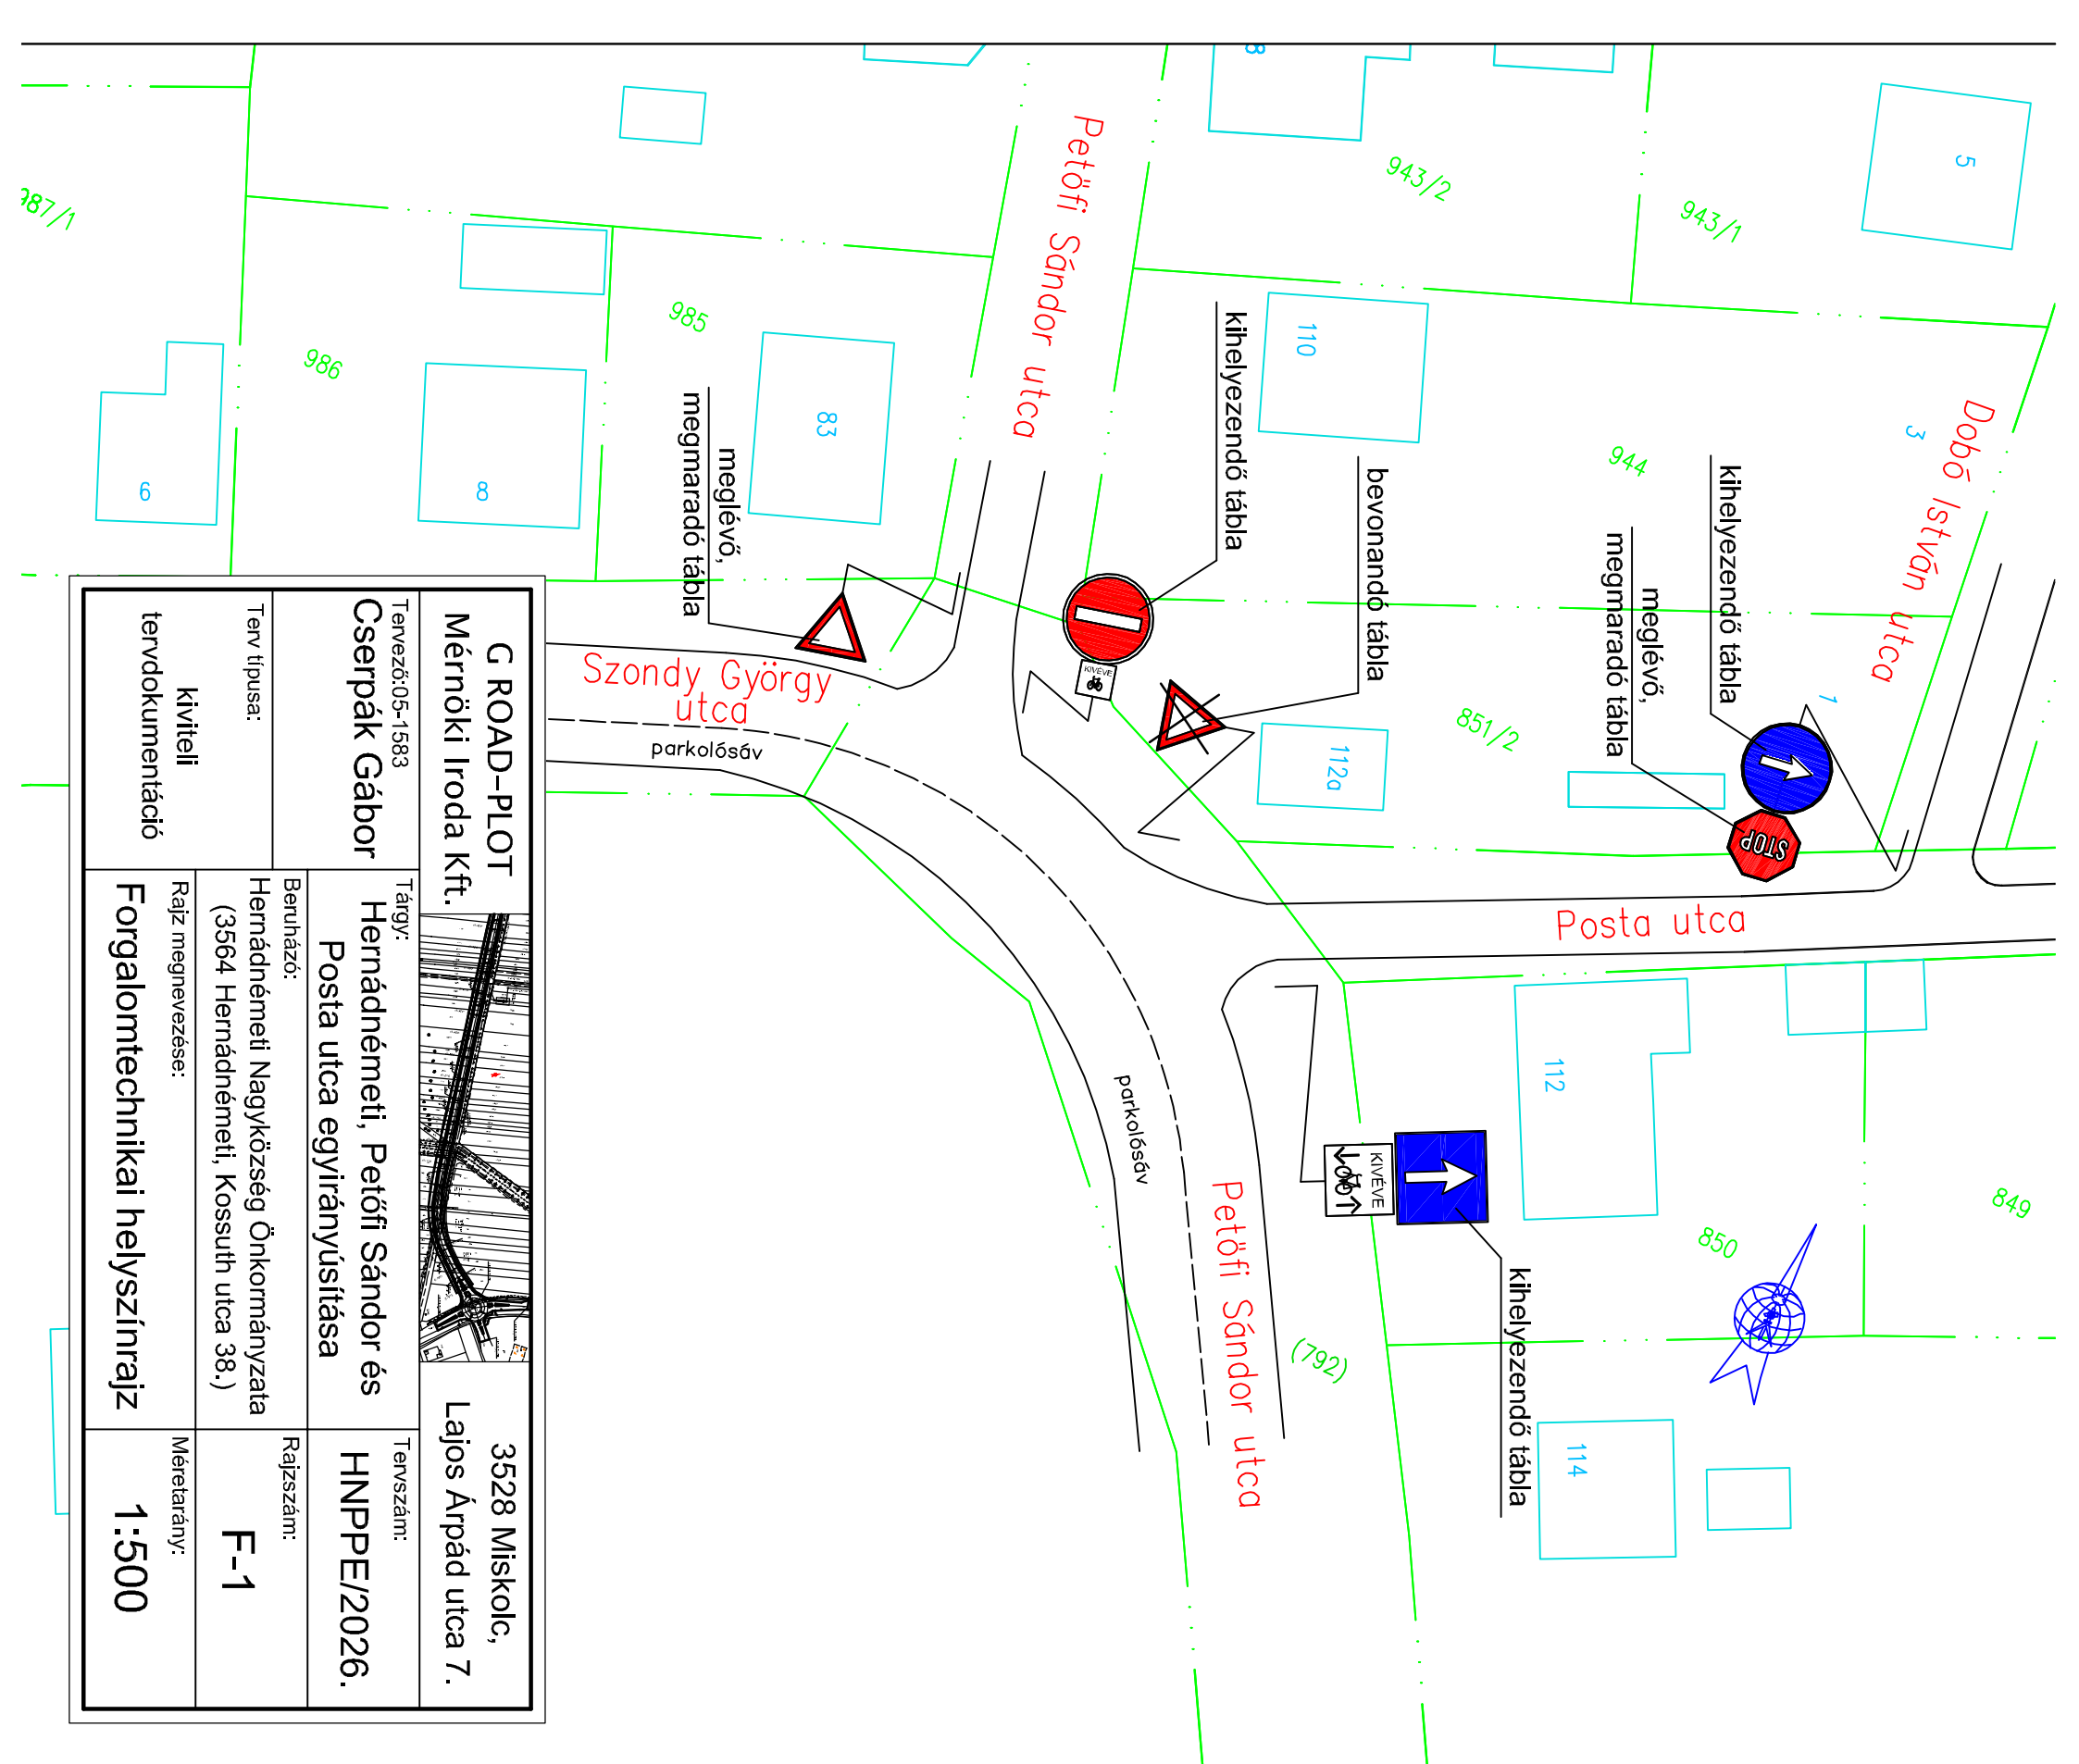 Petőfi Sándor utca
Dobó István utca
Szondy György
utca
parkolósáv
Posta utca
parkolósáv
Petőfi Sándor utca
kihelyezendő tábla
bevonandó tábla
kihelyezendő tábla
meglévő,
megmaradó tábla
meglévő,
megmaradó tábla
kihelyezendő tábla
KIVÉVE
STOP
KIVÉVE
943/2
943/1
985
986
944
851/2
849
850
(792)
5
3
1
110
83
8
6
112a
112
114
G ROAD-PLOT
Mérnöki Iroda Kft.
3528 Miskolc,
Lajos Árpád utca 7.
Tervező:05-1583
Cserpák Gábor
Tárgy:
Hernádnémeti, Petőfi Sándor és
Posta utca egyirányúsítása
Tervszám:
HNPPE/2026.
Beruházó:
Hernádnémeti Nagyközség Önkormányzata
(3564 Hernádnémeti, Kossuth utca 38.)
Rajzszám:
F-1
Terv típusa:
kiviteli
tervdokumentáció
Rajz megnevezése:
Forgalomtechnikai helyszínrajz
Méretarány:
1:500